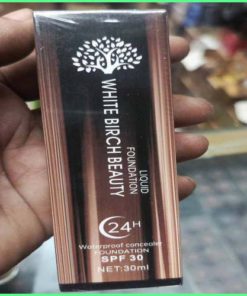 WHITE BIRCH BEAUTY
LIQUID
FOUNDATION
24H
Waterproof concealer
FOUNDATION
SPF 30
NET:30ml